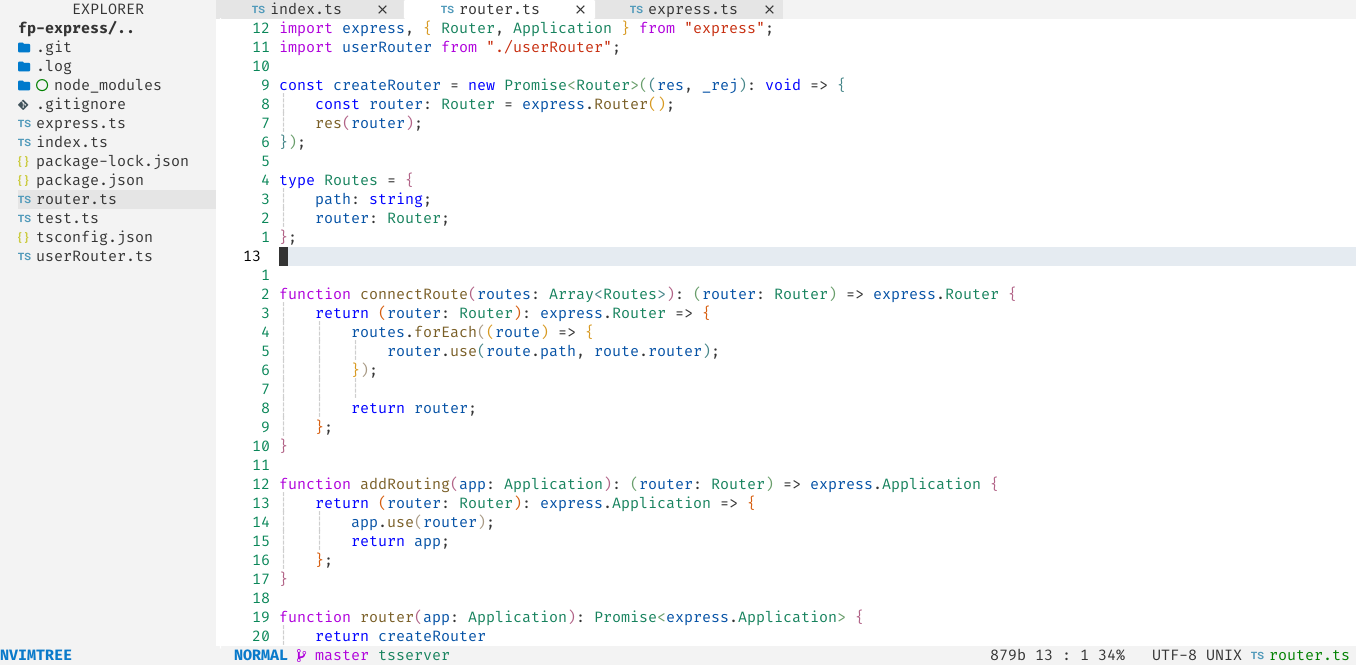 EXPLORER
fp-express/..
.git
.log
node_modules
.gitignore
TS express.ts
TS index.ts
{} package-lock.json
{} package.json
TS router.ts
TS test.ts
{} tsconfig.json
TS userRouter.ts
NVIMTREE
TS index.ts × TS router.ts × TS express.ts ×
12 import express, { Router, Application } from "express";
11 import userRouter from "./userRouter";
10
9 const createRouter = new Promise<Router>((res, _rej): void => {
8     const router: Router = express.Router();
7     res(router);
6 });
5
4 type Routes = {
3     path: string;
2     router: Router;
1 };
13
1
2 function connectRoute(routes: Array<Routes>): (router: Router) => express.Router {
3     return (router: Router): express.Router => {
4         routes.forEach((route) => {
5             router.use(route.path, route.router);
6         });
7
8         return router;
9     };
10 }
11
12 function addRouting(app: Application): (router: Router) => express.Application {
13     return (router: Router): express.Application => {
14         app.use(router);
15         return app;
16     };
17 }
18
19 function router(app: Application): Promise<express.Application> {
20     return createRouter
NORMAL master tsserver 879b 13 : 1 34% UTF-8 UNIX TS router.ts